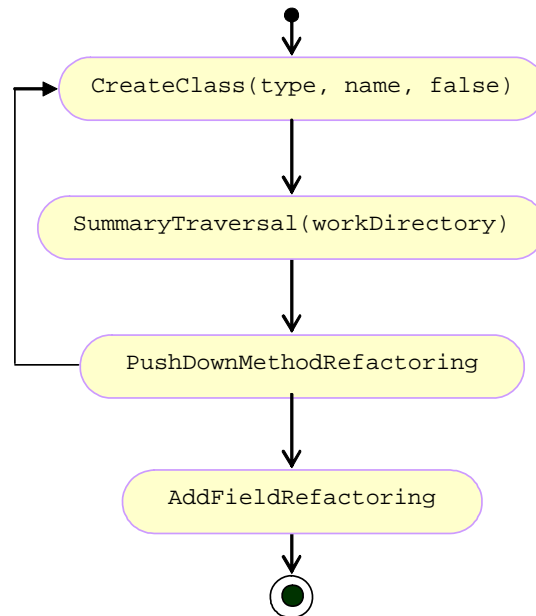 CreateClass(type, name, false)
SummaryTraversal(workDirectory)
PushDownMethodRefactoring
AddFieldRefactoring